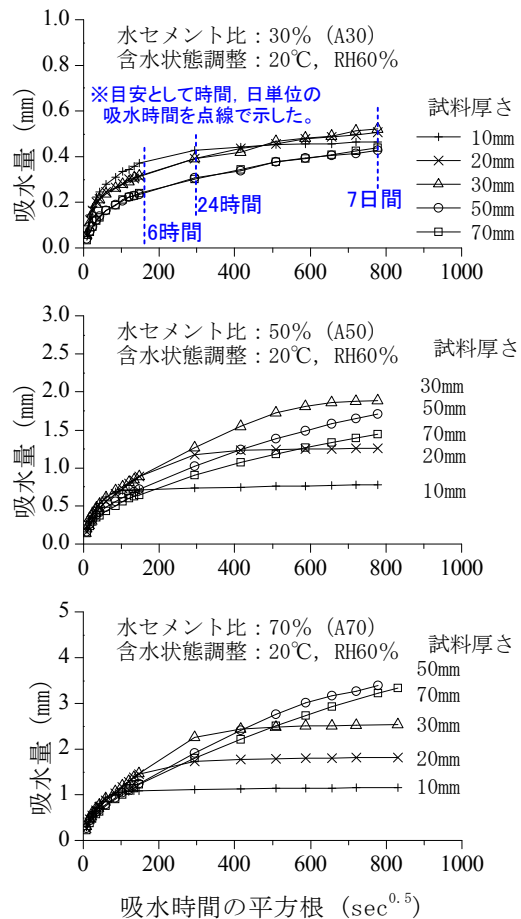 水セメント比：30％ (A30)
含水状態調整：20℃, RH60%
※目安として時間, 日単位の
吸水時間を点線で示した。
試料厚さ
10mm
20mm
30mm
50mm
70mm
6時間
24時間
7日間
吸水量 (mm)
1.0
0.8
0.6
0.4
0.2
0.0
0 200 400 600 800 1000
水セメント比：50％ (A50)
含水状態調整：20℃, RH60%
試料厚さ
30mm
50mm
70mm
20mm
10mm
吸水量 (mm)
3.0
2.5
2.0
1.5
1.0
0.5
0.0
0 200 400 600 800 1000
水セメント比：70％ (A70)
含水状態調整：20℃, RH60%
試料厚さ
50mm
70mm
30mm
20mm
10mm
吸水量 (mm)
5
4
3
2
1
0
0 200 400 600 800 1000
吸水時間の平方根 (sec0.5)